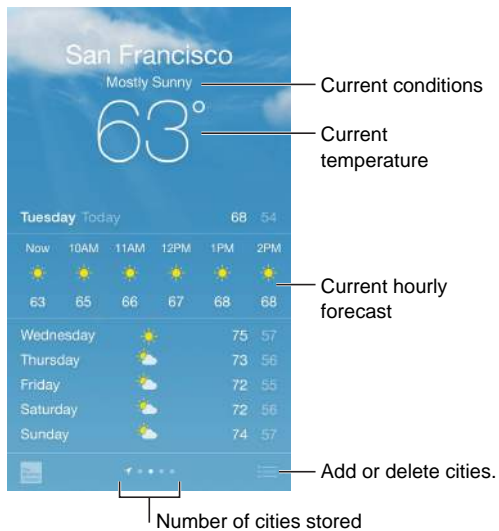 San Francisco
Mostly Sunny
Current conditions
63°
Current
temperature
Tuesday Today 68 54
Now 10AM 11AM 12PM 1PM 2PM
63 65 66 67 68 68
Current hourly
forecast
Wednesday 75 57
Thursday 73 56
Friday 72 55
Saturday 72 56
Sunday 74 57
Add or delete cities.
Number of cities stored